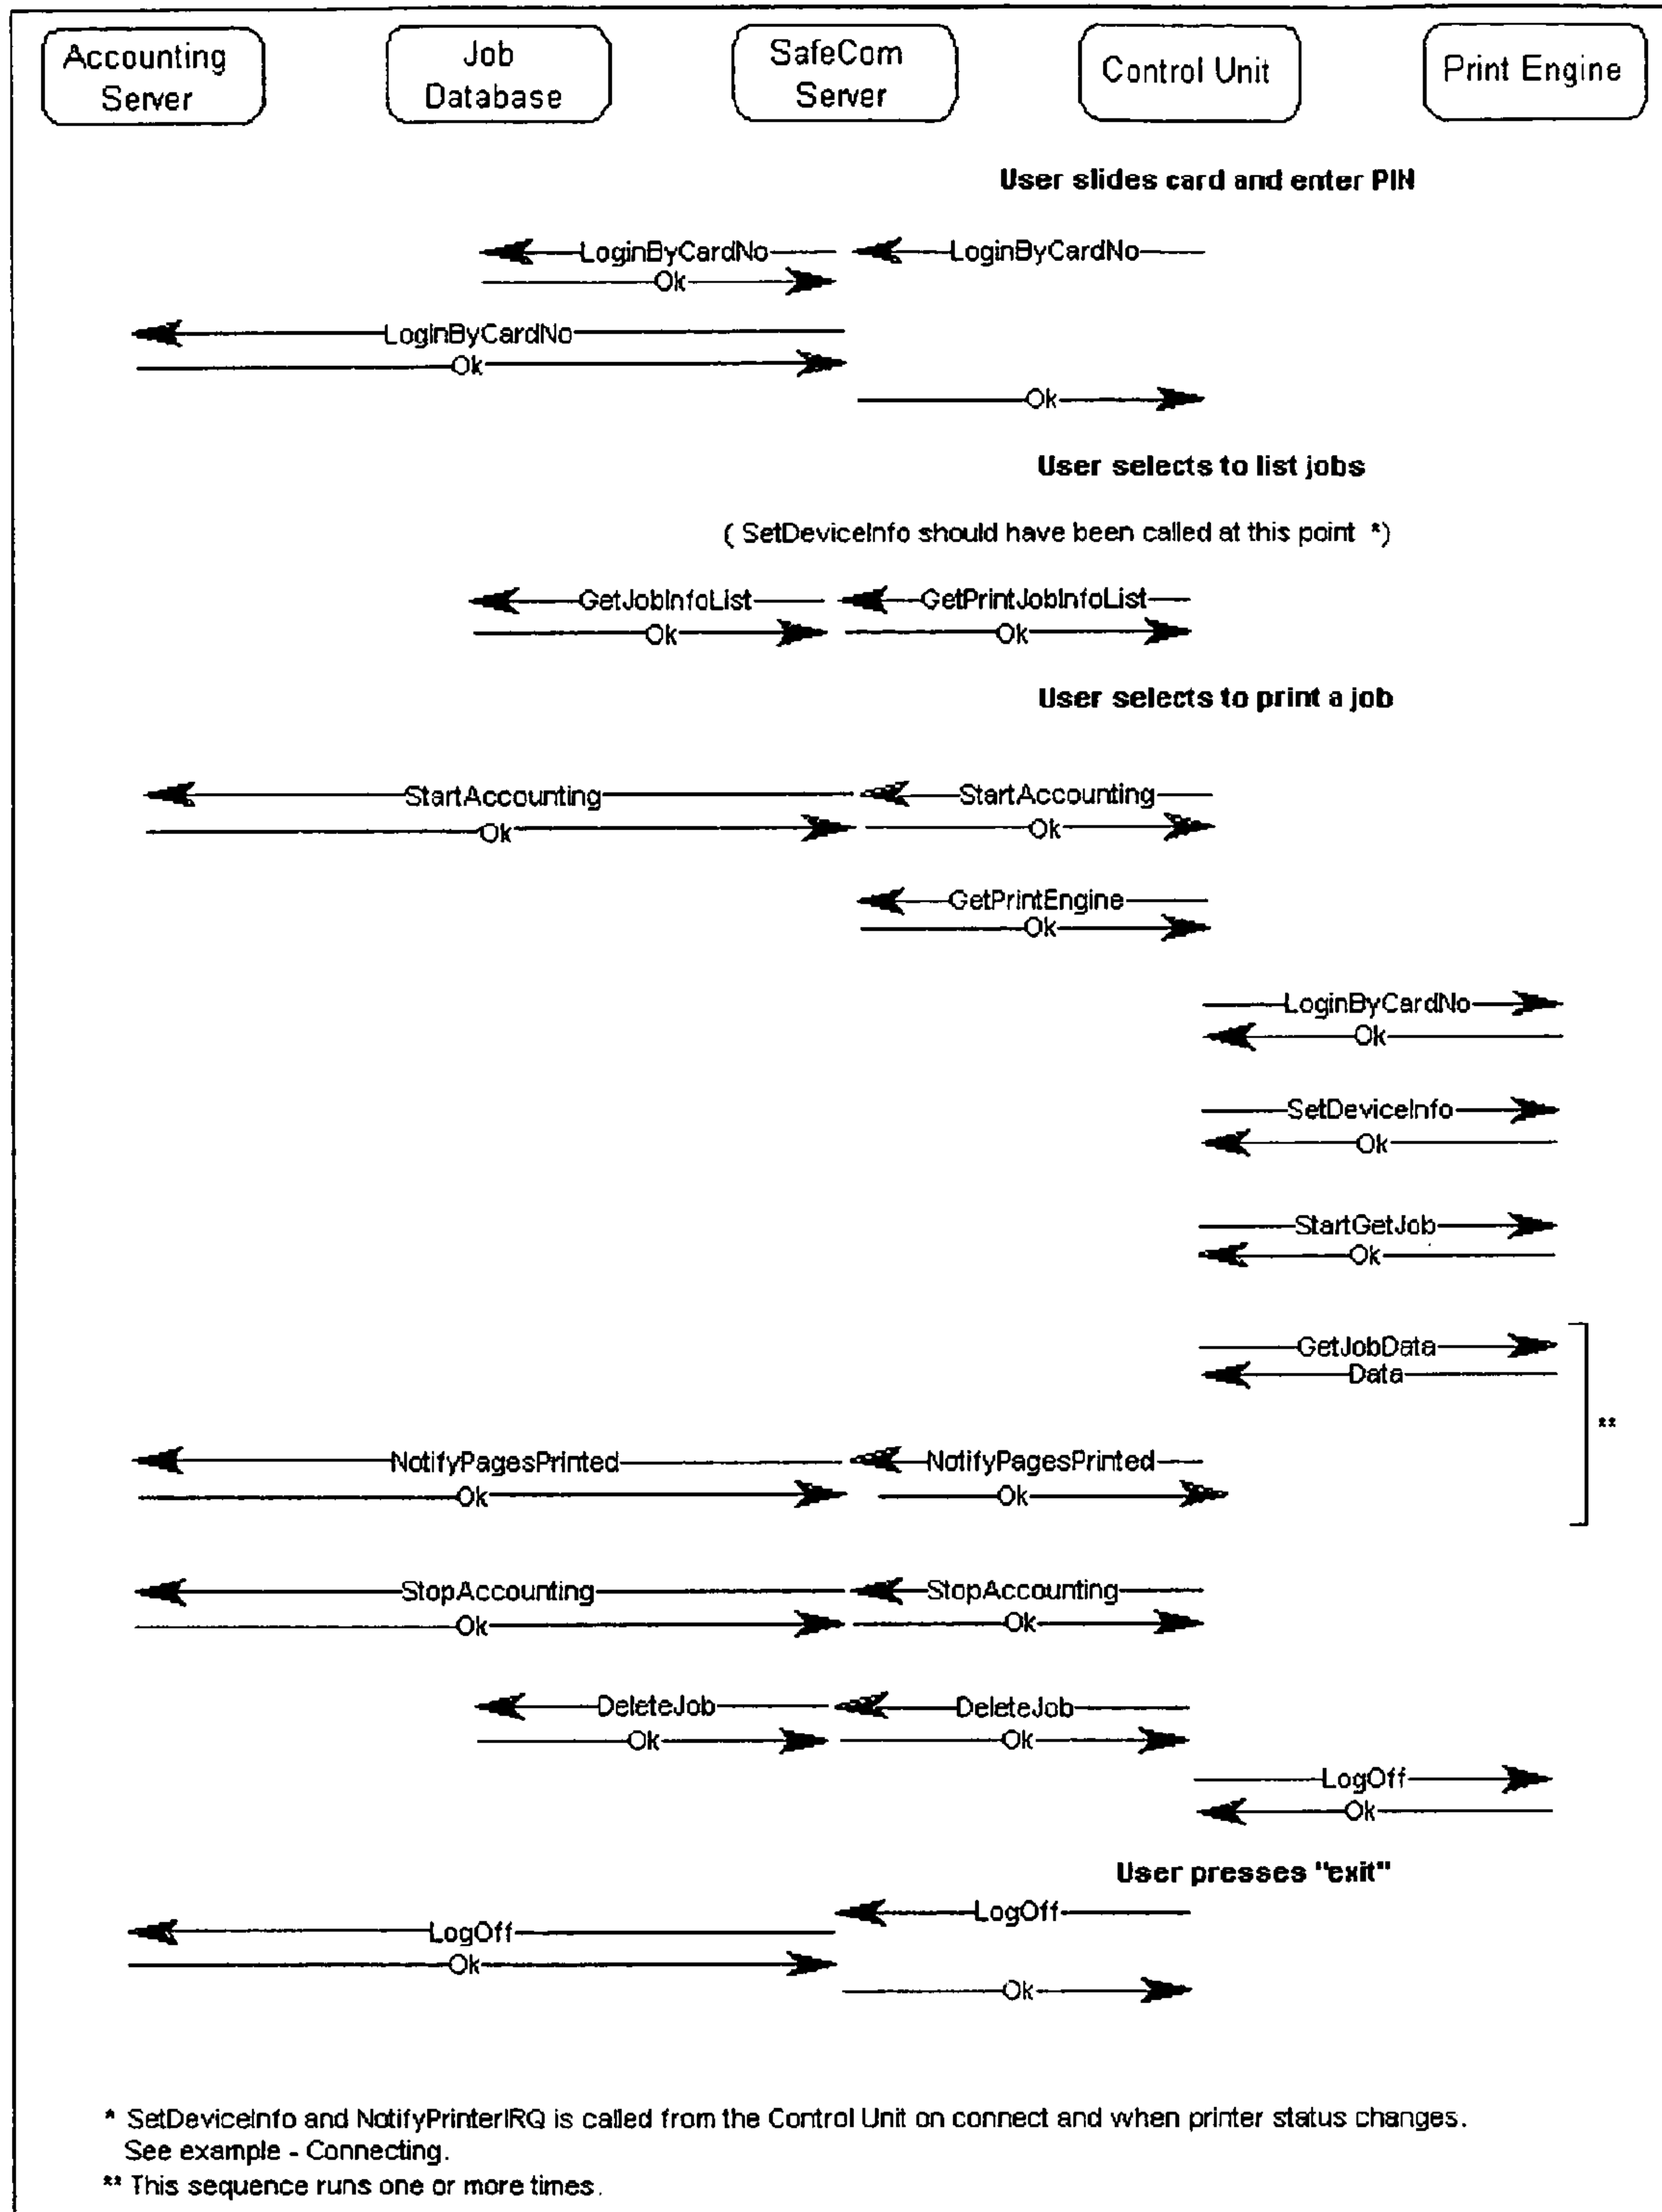 Accounting
Server
Job
Database
SafeCom
Server
Control Unit
Print Engine
User slides card and enter PIN
LoginByCardNo LoginByCardNo
Ok
LoginByCardNo
Ok
Ok
User selects to list jobs
( SetDeviceInfo should have been called at this point *)
GetJobInfoList GetPrintJobInfoList
Ok Ok
User selects to print a job
StartAccounting StartAccounting
Ok Ok
GetPrintEngine
Ok
LoginByCardNo
Ok
SetDeviceInfo
Ok
StartGetJob
Ok
GetJobData
Data
**
NotifyPagesPrinted NotifyPagesPrinted
Ok Ok
StopAccounting StopAccounting
Ok Ok
DeleteJob DeleteJob
Ok Ok
LogOff
Ok
User presses "exit"
LogOff
LogOff
Ok
Ok
* SetDeviceInfo and NotifyPrinterIRQ is called from the Control Unit on connect and when printer status changes.
See example - Connecting.
** This sequence runs one or more times.